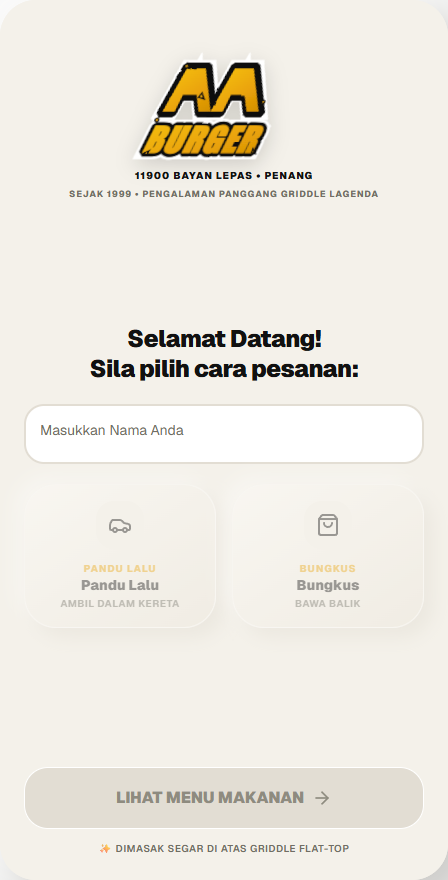 AA
BURGER
11900 BAYAN LEPAS • PENANG
SEJAK 1999 • PENGALAMAN PANGGANG GRIDDLE LAGENDA
Selamat Datang!
Sila pilih cara pesanan:
Masukkan Nama Anda
PANDU LALU
Pandu Lalu
AMBIL DALAM KERETA
BUNGKUS
Bungkus
BAWA BALIK
LIHAT MENU MAKANAN →
✨ DIMASAK SEGAR DI ATAS GRIDDLE FLAT-TOP